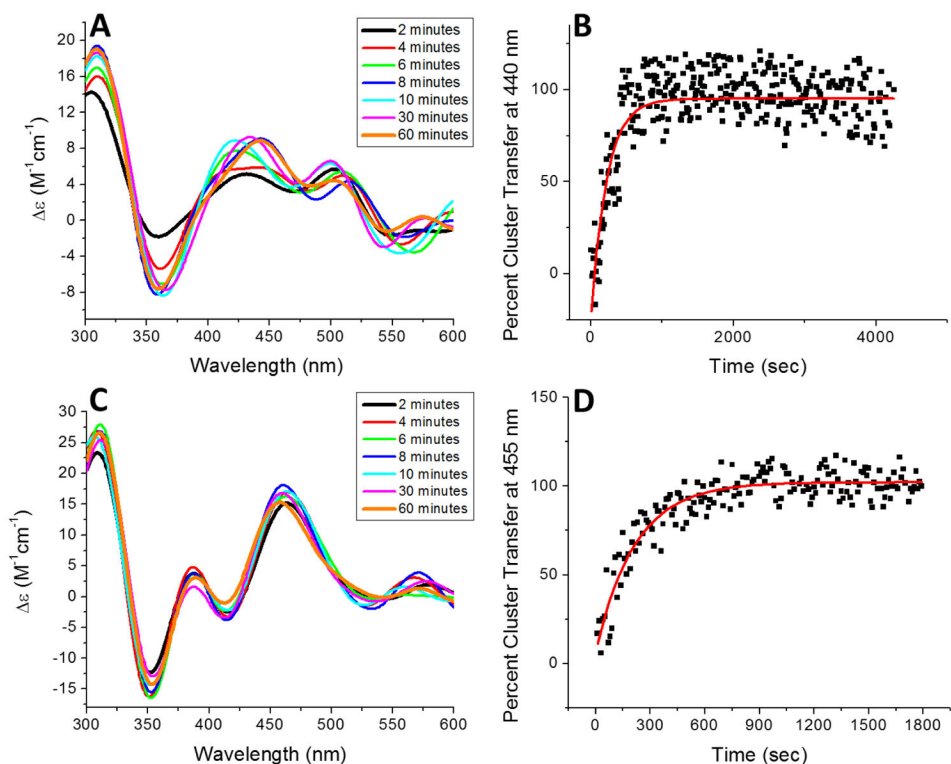 A
2 minutes
4 minutes
6 minutes
8 minutes
10 minutes
30 minutes
60 minutes
20
16
12
8
4
0
-4
-8
300
350
400
450
500
550
600
Δε (M⁻¹cm⁻¹)
Wavelength (nm)
B
100
50
0
0
2000
4000
Percent Cluster Transfer at 440 nm
Time (sec)
C
2 minutes
4 minutes
6 minutes
8 minutes
10 minutes
30 minutes
60 minutes
30
25
20
15
10
5
0
-5
-10
-15
300
350
400
450
500
550
600
Δε (M⁻¹cm⁻¹)
Wavelength (nm)
D
150
100
50
0
0
300
600
900
1200
1500
1800
Percent Cluster Transfer at 455 nm
Time (sec)